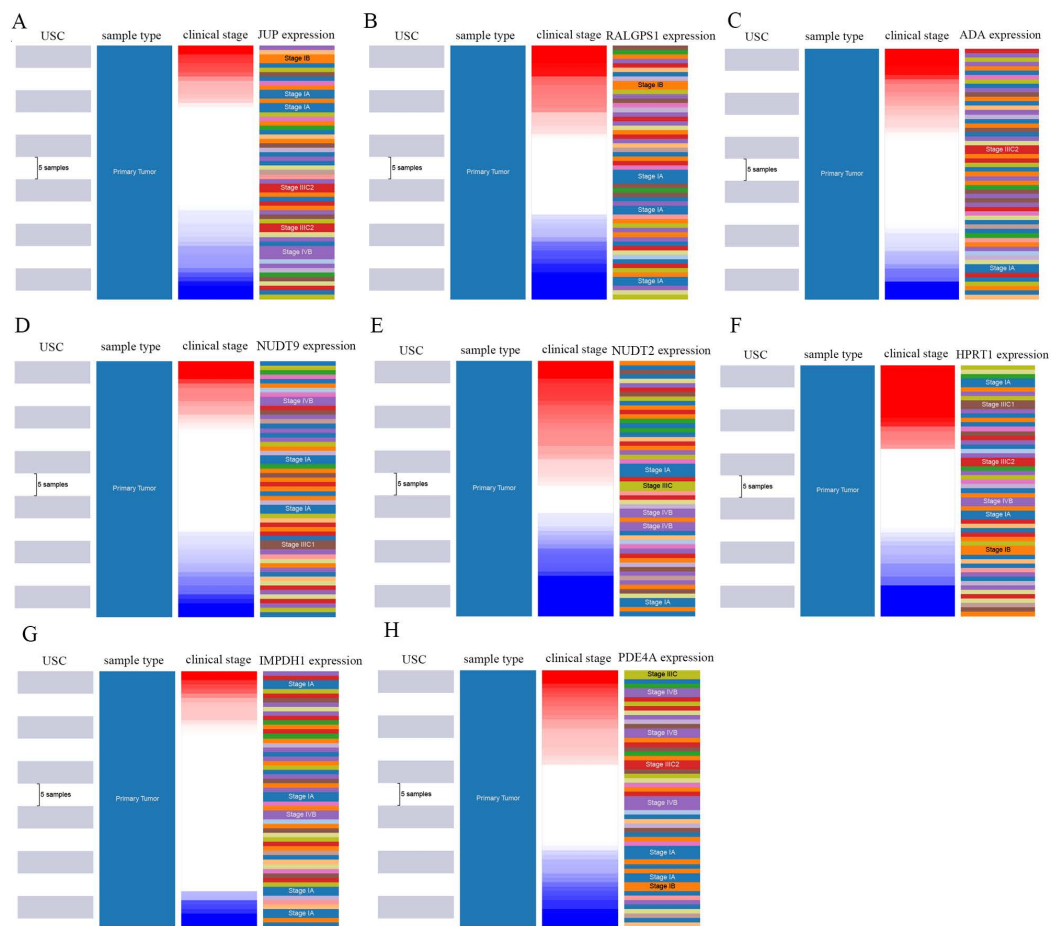 A
USC
sample type
clinical stage
JUP expression
Stage IB
Stage IA
Stage IA
5 samples
Primary Tumor
Stage IIIC2
Stage IIIC2
Stage IVB
B
USC
sample type
clinical stage
RALGPS1 expression
Stage IB
5 samples
Primary Tumor
Stage IA
Stage IA
Stage IA
C
USC
sample type
clinical stage
ADA expression
Stage IIIC2
5 samples
Primary Tumor
Stage IA
D
USC
sample type
clinical stage
NUDT9 expression
Stage IVB
Stage IA
5 samples
Primary Tumor
Stage IA
Stage IIIC1
E
USC
sample type
clinical stage
NUDT2 expression
Stage IA
5 samples
Primary Tumor
Stage IIIC
Stage IVB
Stage IVB
Stage IA
F
USC
sample type
clinical stage
HPRT1 expression
Stage IA
Stage IIIC1
Stage IIIC2
5 samples
Primary Tumor
Stage IVB
Stage IA
Stage IB
G
USC
sample type
clinical stage
IMPDH1 expression
Stage IA
5 samples
Primary Tumor
Stage IA
Stage IVB
Stage IA
Stage IA
H
USC
sample type
clinical stage
PDE4A expression
Stage IIIC
Stage IVB
Stage IVB
Stage IIIC2
5 samples
Primary Tumor
Stage IVB
Stage IA
Stage IA
Stage IB